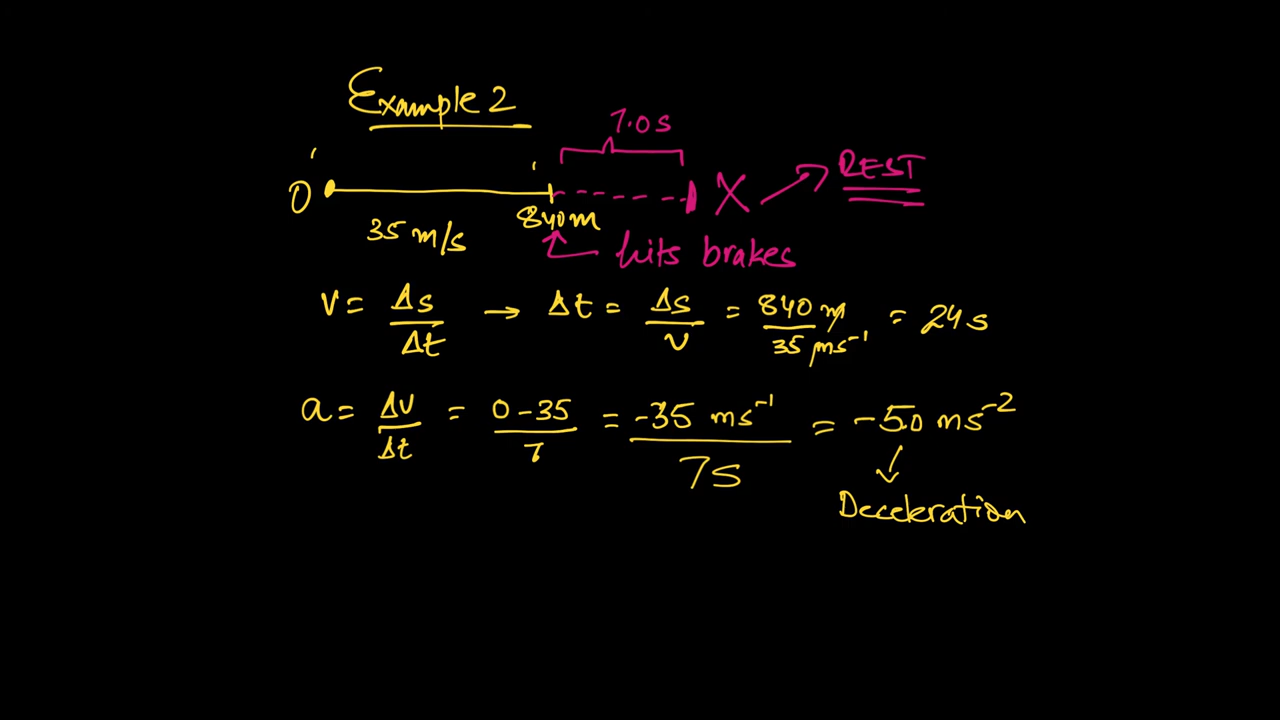 Example 2
7.0s
0 X REST
35 m/s 840m
hits brakes
V = Δs/Δt → Δt = Δs/v = 840 m/35 ms⁻¹ = 24 s
a = Δv/Δt = 0-35/7 = -35 ms⁻¹/7s = -5.0 ms⁻²
Deceleration